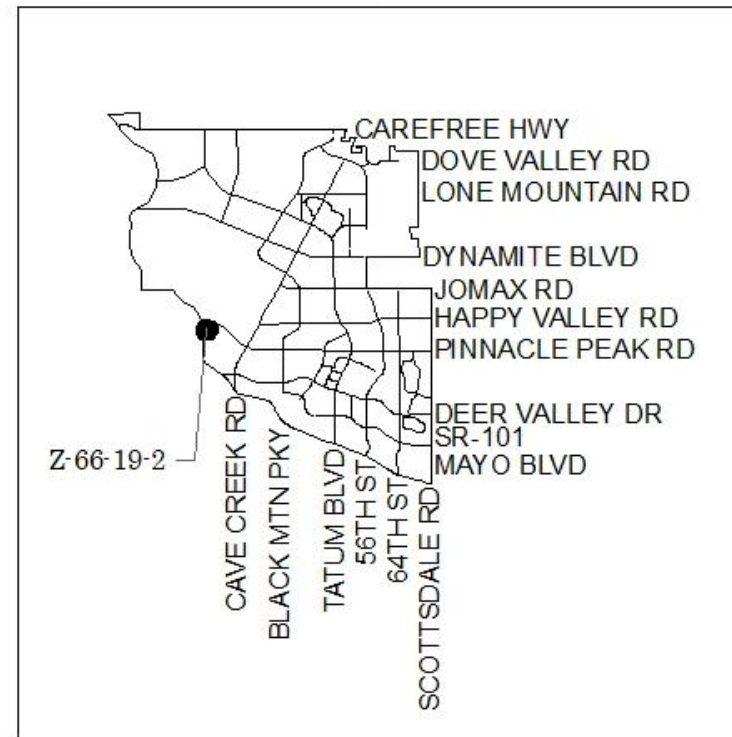 CAREFREE HWY
DOVE VALLEY RD
LONE MOUNTAIN RD
DYNAMITE BLVD
JOMAX RD
HAPPY VALLEY RD
PINNACLE PEAK RD
DEER VALLEY DR
SR-101
MAYO BLVD
Z-66-19-2
CAVE CREEK RD
BLACK MTN PKY
TATUM BLVD
56TH ST
64TH ST
SCOTTSDALE RD